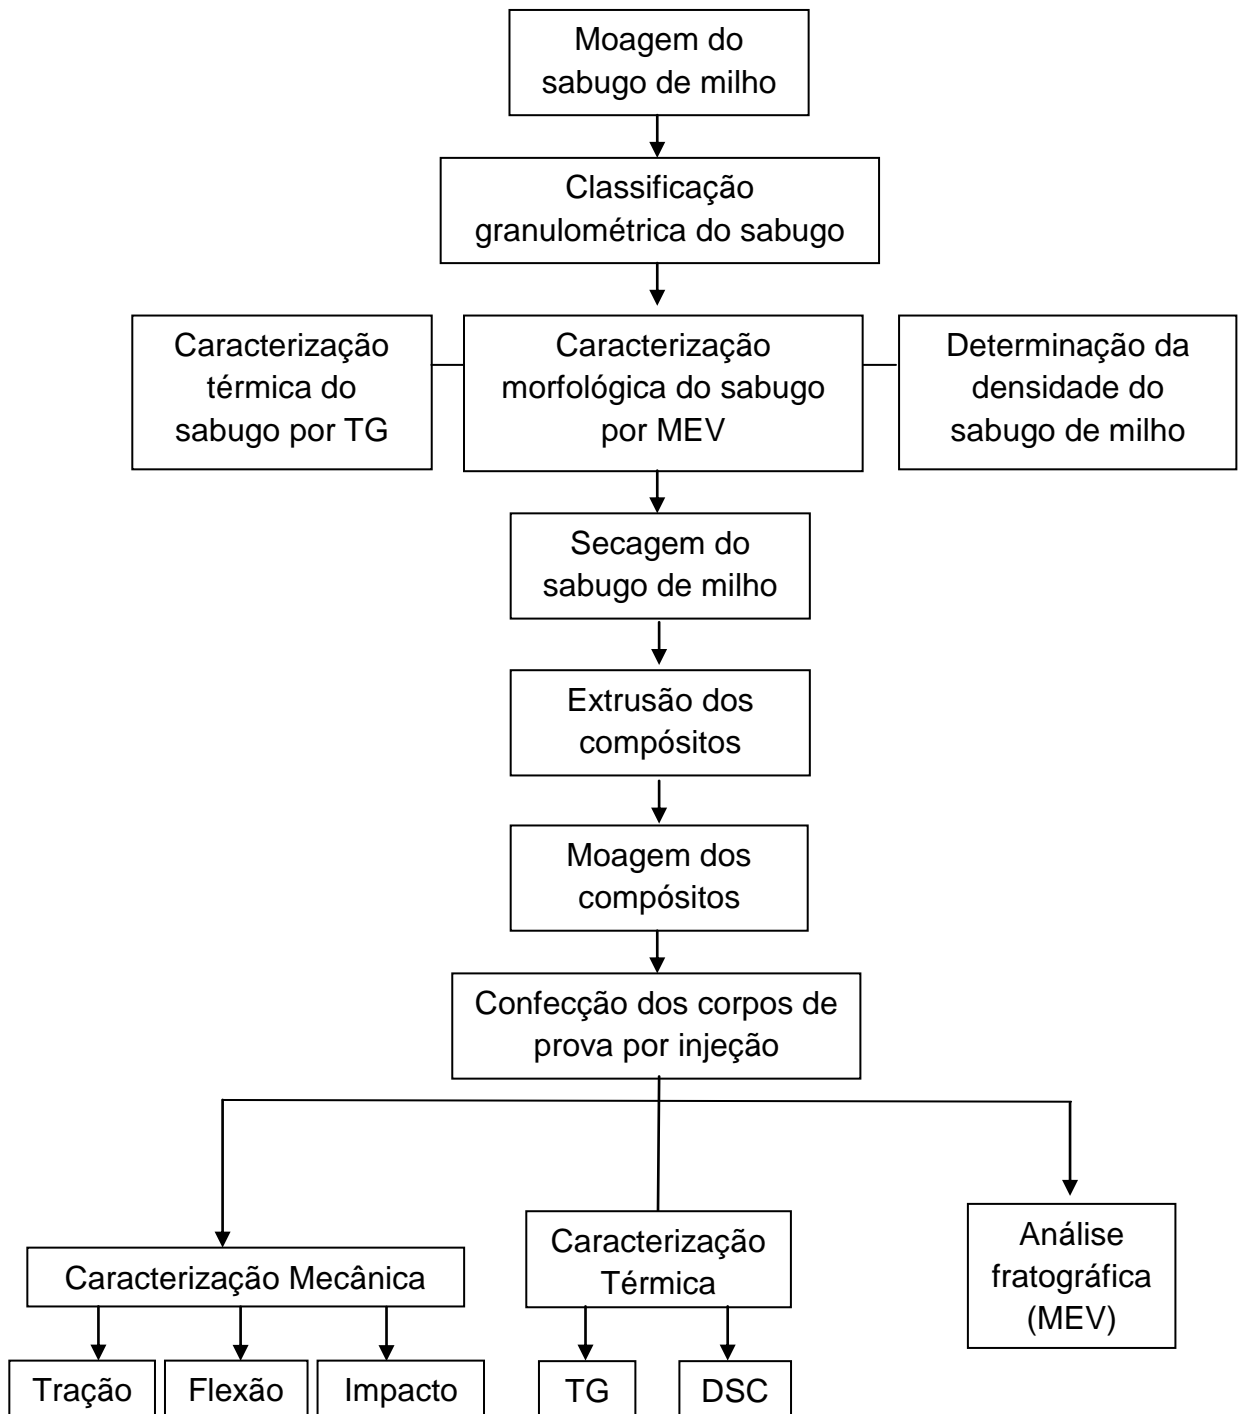 Moagem do
sabugo de milho
Classificação
granulométrica do sabugo
Caracterização
térmica do
sabugo por TG
Caracterização
morfológica do sabugo
por MEV
Determinação da
densidade do
sabugo de milho
Secagem do
sabugo de milho
Extrusão dos
compósitos
Moagem dos
compósitos
Confecção dos corpos de
prova por injeção
Caracterização Mecânica
Caracterização
Térmica
Análise
fratográfica
(MEV)
Tração
Flexão
Impacto
TG
DSC